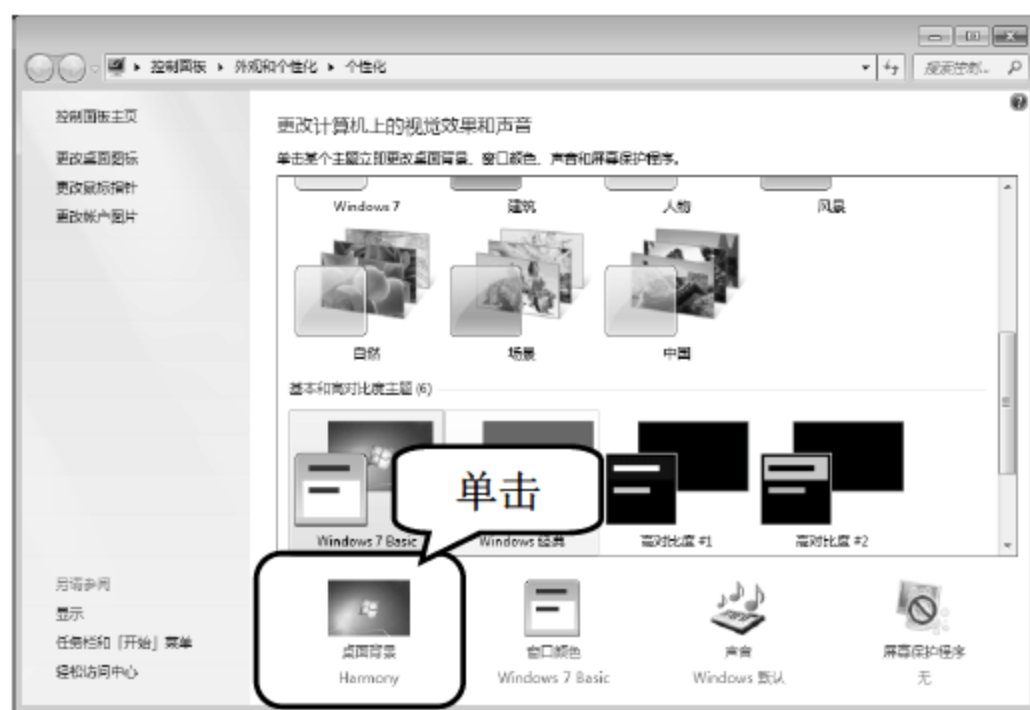 控制面板 ▸ 外观和个性化 ▸ 个性化
搜索控制...
控制面板主页
更改桌面图标
更改鼠标指针
更改帐户图片
更改计算机上的视觉效果和声音
单击某个主题立即更改桌面背景、窗口颜色、声音和屏幕保护程序。
Windows 7 建筑 人物 风景
自然 场景 中国
基本和高对比度主题 (6)
单击
Windows 7 Basic Windows 经典 高对比度 #1 高对比度 #2
另请参阅
显示
任务栏和「开始」菜单
轻松访问中心
桌面背景 窗口颜色 声音 屏幕保护程序
Harmony Windows 7 Basic Windows 默认 无